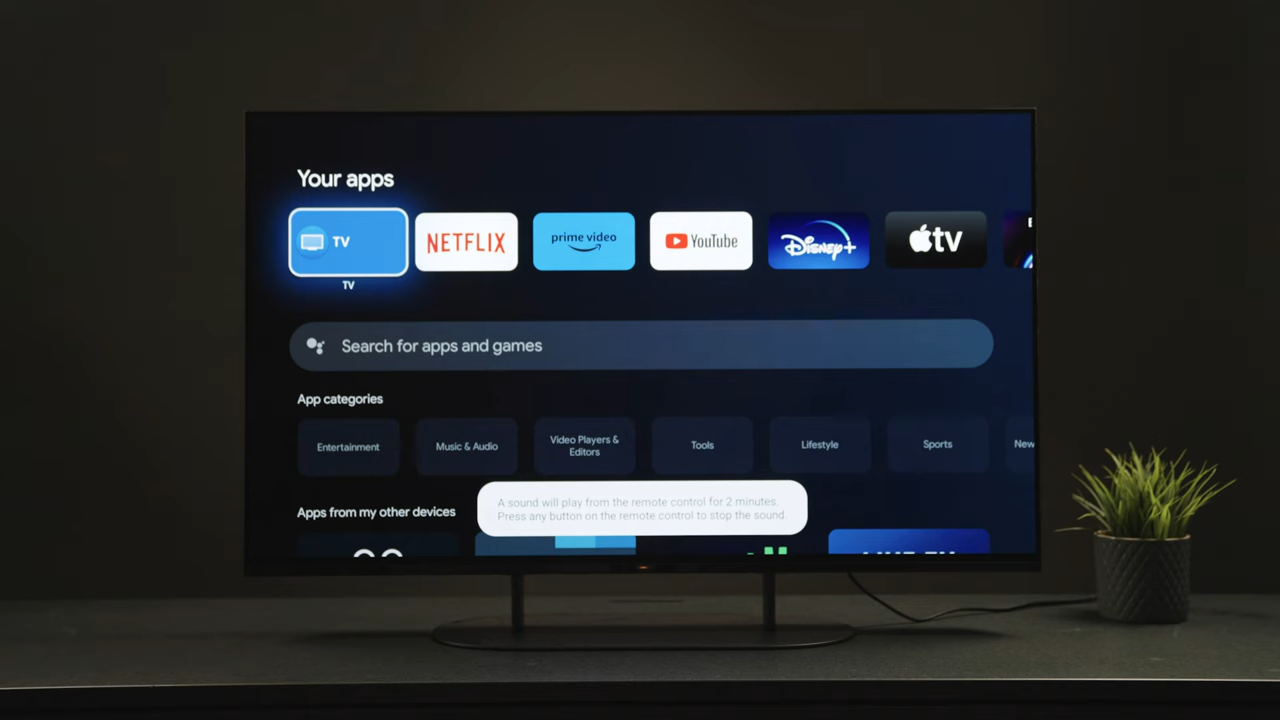 Your apps
TV
NETFLIX
prime video
YouTube
Disney+
tv
TV
Search for apps and games
App categories
Entertainment
Music & Audio
Video Players &
Editors
Tools
Lifestyle
Sports
New
A sound will play from the remote control for 2 minutes.
Press any button on the remote control to stop the sound.
Apps from my other devices